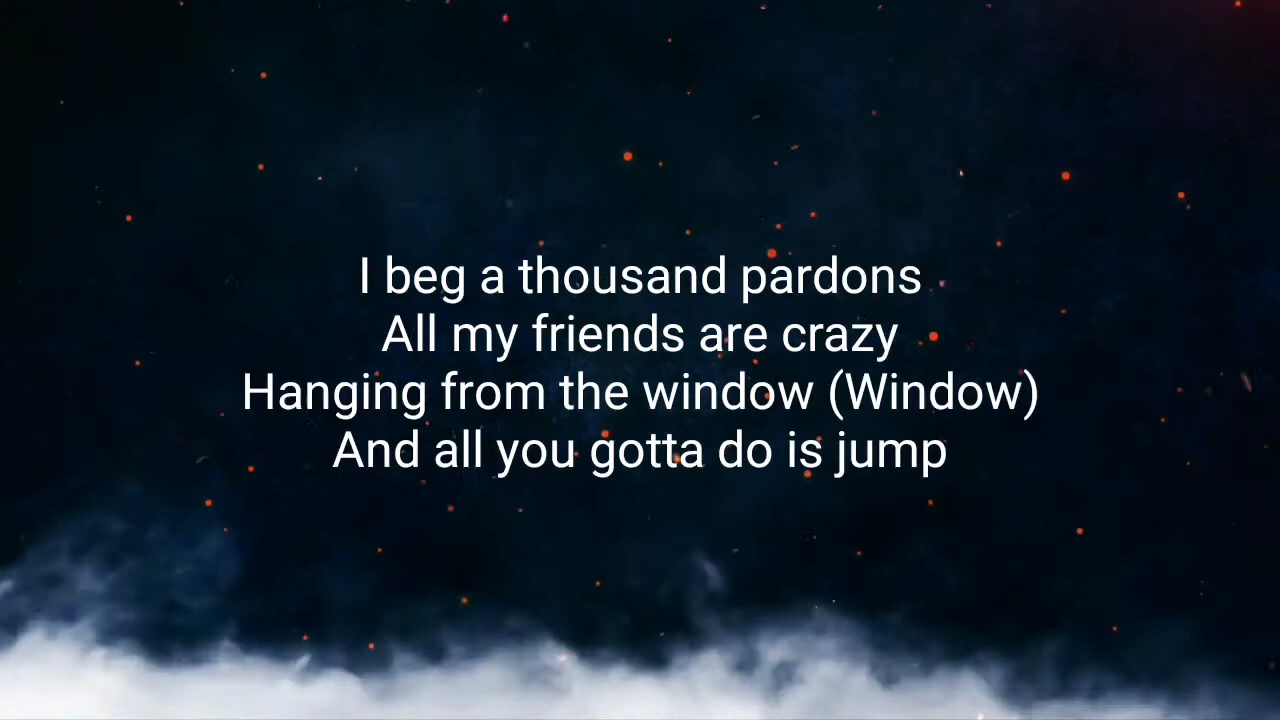 I beg a thousand pardons
All my friends are crazy
Hanging from the window (Window)
And all you gotta do is jump